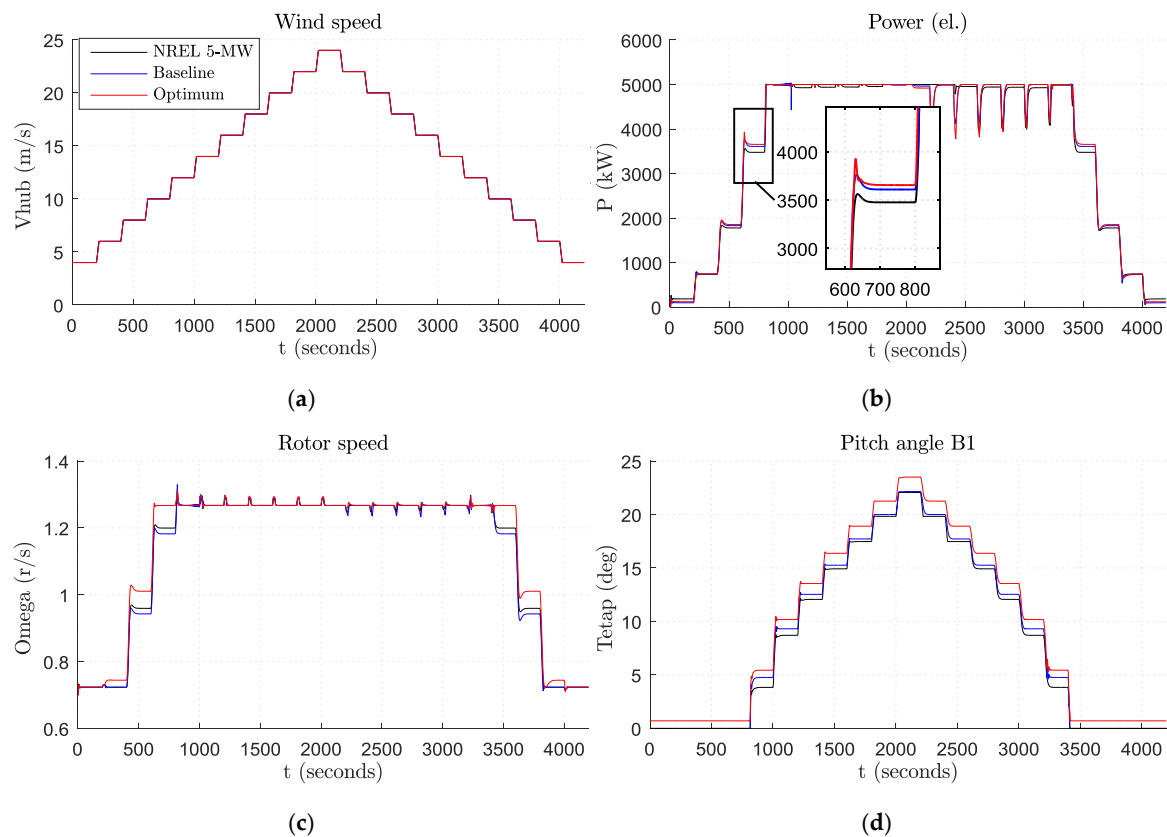 Wind speed
25
20
15
10
5
0
Vhub (m/s)
NREL 5-MW
Baseline
Optimum
0 500 1000 1500 2000 2500 3000 3500 4000
t (seconds)
(a)
Power (el.)
6000
5000
4000
3000
2000
1000
0
P (kW)
4000
3500
3000
600 700 800
0 500 1000 1500 2000 2500 3000 3500 4000
t (seconds)
(b)
Rotor speed
1.4
1.2
1
0.8
0.6
Omega (r/s)
0 500 1000 1500 2000 2500 3000 3500 4000
t (seconds)
(c)
Pitch angle B1
25
20
15
10
5
0
Tetap (deg)
0 500 1000 1500 2000 2500 3000 3500 4000
t (seconds)
(d)